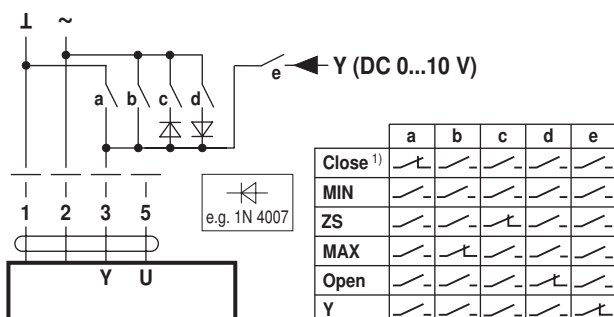 ⊥ ~
a b c d e Y (DC 0...10 V)
e.g. 1N 4007
1 2 3 5
Y U
a b c d e
Close 1)
MIN
ZS
MAX
Open
Y